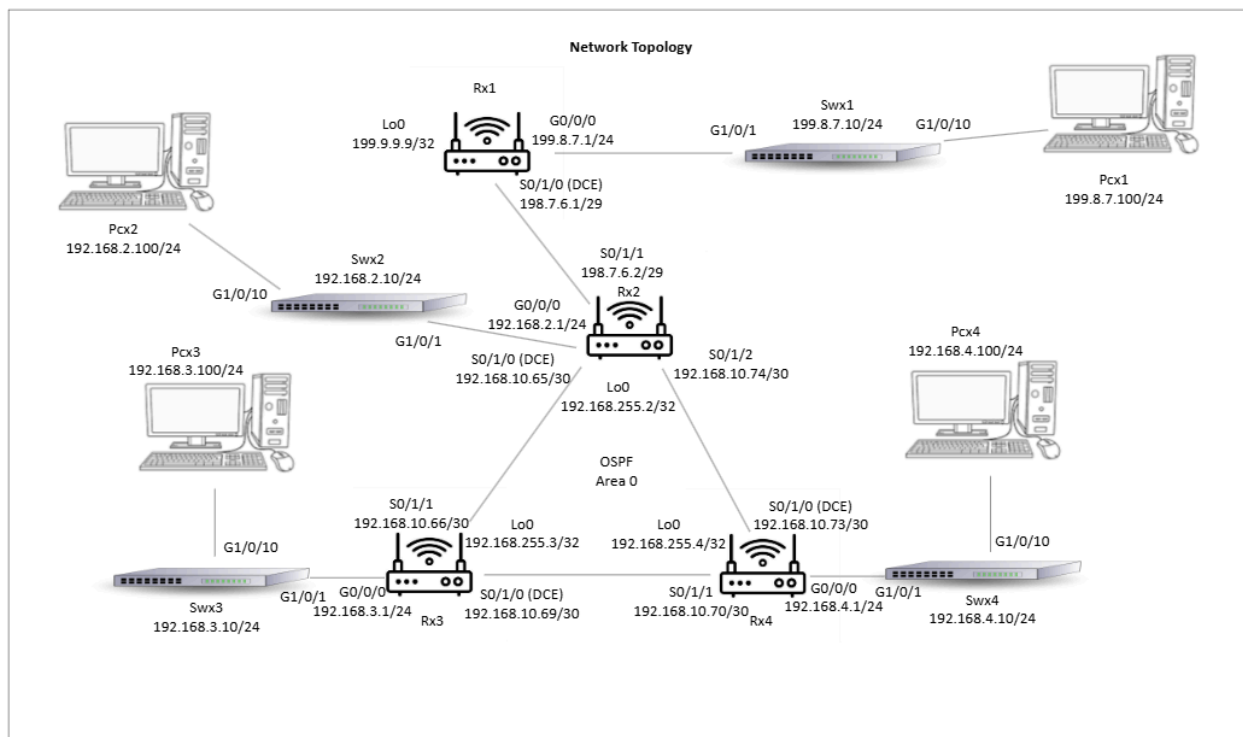 Network Topology
Rx1
Lo0
199.9.9.9/32
G0/0/0
199.8.7.1/24
S0/1/0 (DCE)
198.7.6.1/29
G1/0/1
Swx1
199.8.7.10/24
G1/0/10
Pcx1
199.8.7.100/24
Pcx2
192.168.2.100/24
G1/0/10
Swx2
192.168.2.10/24
G1/0/1
S0/1/1
198.7.6.2/29
Rx2
G0/0/0
192.168.2.1/24
S0/1/0 (DCE)
192.168.10.65/30
Lo0
192.168.255.2/32
S0/1/2
192.168.10.74/30
Pcx3
192.168.3.100/24
Pcx4
192.168.4.100/24
OSPF
Area 0
G1/0/10
Swx3
192.168.3.10/24
G1/0/1
S0/1/1
192.168.10.66/30
Lo0
192.168.255.3/32
G0/0/0
192.168.3.1/24
Rx3
S0/1/0 (DCE)
192.168.10.69/30
Lo0
192.168.255.4/32
S0/1/0 (DCE)
192.168.10.73/30
S0/1/1
192.168.10.70/30
Rx4
G0/0/0
192.168.4.1/24
G1/0/1
G1/0/10
Swx4
192.168.4.10/24